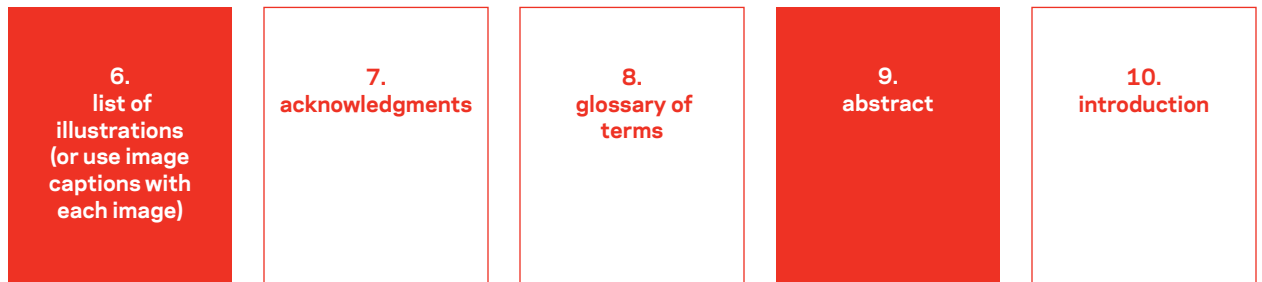 6.
list of
illustrations
(or use image
captions with
each image)
7.
acknowledgments
8.
glossary of
terms
9.
abstract
10.
introduction